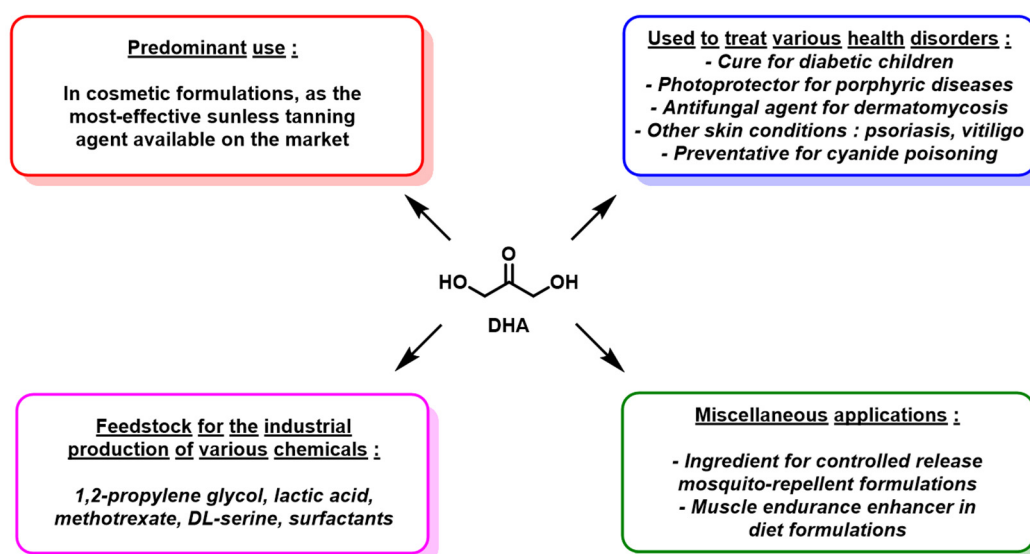 Predominant use :
In cosmetic formulations, as the
most-effective sunless tanning
agent available on the market
Used to treat various health disorders :
- Cure for diabetic children
- Photoprotector for porphyric diseases
- Antifungal agent for dermatomycosis
- Other skin conditions : psoriasis, vitiligo
- Preventative for cyanide poisoning
O
HO OH
DHA
Feedstock for the industrial
production of various chemicals :
1,2-propylene glycol, lactic acid,
methotrexate, DL-serine, surfactants
Miscellaneous applications :
- Ingredient for controlled release
mosquito-repellent formulations
- Muscle endurance enhancer in
diet formulations